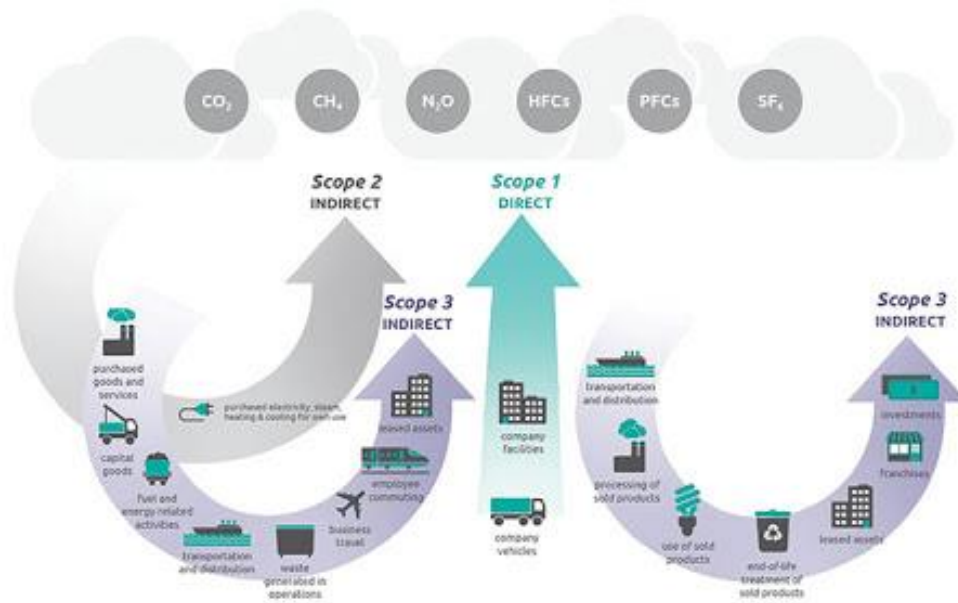 CO₂
CH₄
N₂O
HFCs
PFCs
SF₆
Scope 2
INDIRECT
Scope 1
DIRECT
Scope 3
INDIRECT
Scope 3
INDIRECT
purchased
goods and
services
capital
goods
fuel and
energy related
activities
transportation
and distribution
waste
generated in
operations
business
travel
employee
commuting
leased assets
purchased electricity, steam,
heating & cooling for own use
company
facilities
company
vehicles
transportation
and distribution
processing of
sold products
use of sold
products
end-of-life
treatment of
sold products
leased assets
franchises
investments